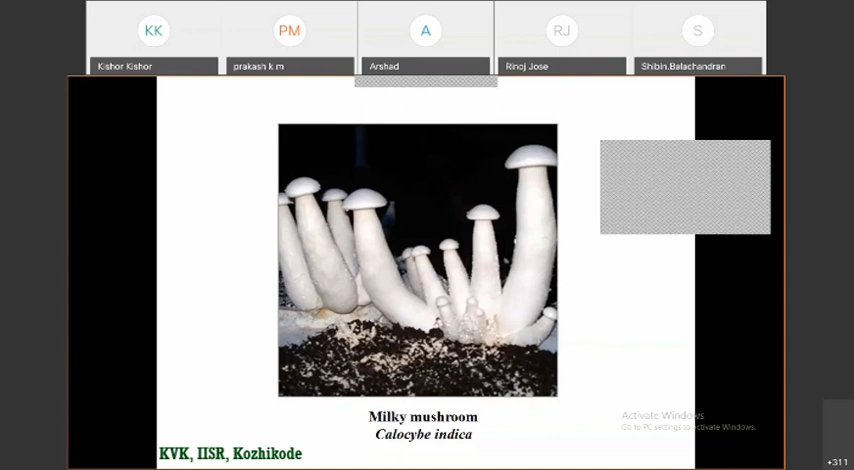 KK
PM
A
RJ
S
Kishor Kishor
prakash k m
Arshad
Rinoj Jose
Shibin.Balachandran
Milky mushroom
Calocybe indica
KVK, IISR, Kozhikode
Activate Windows
Go to PC settings to activate Windows.
+311